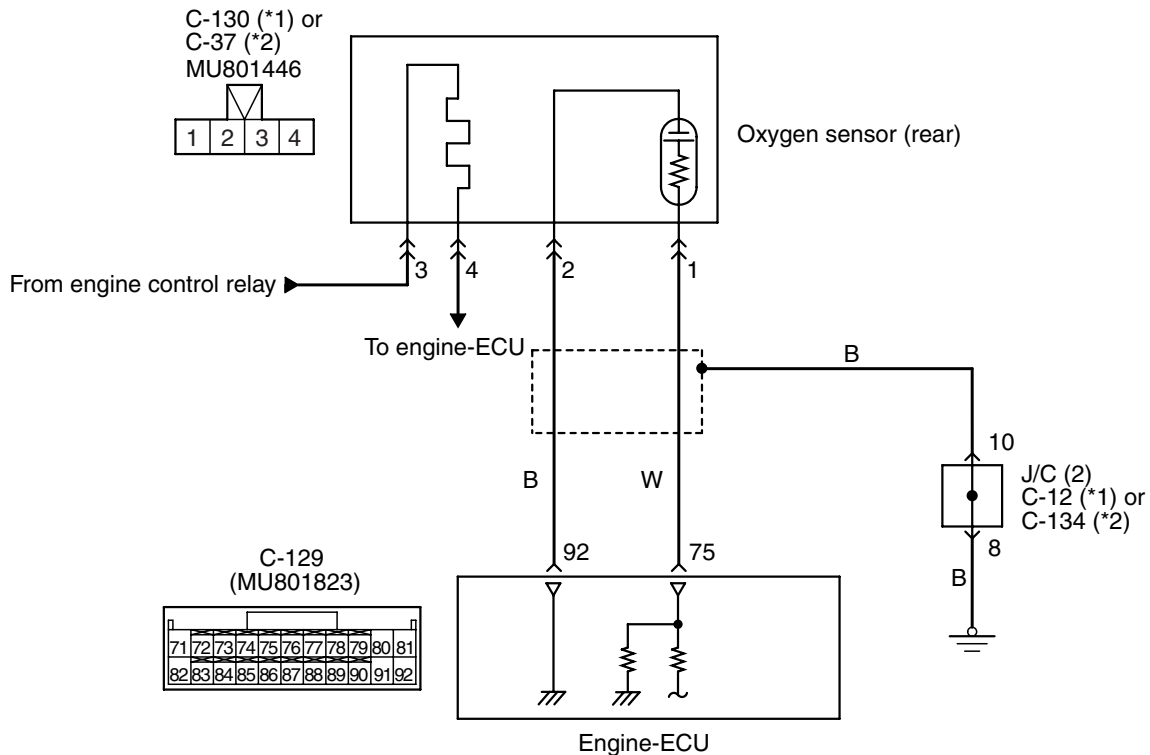 C-130 (*1) or
C-37 (*2)
MU801446
1 2 3 4
Oxygen sensor (rear)
3 4 2 1
From engine control relay
To engine-ECU
B
10
B W
J/C (2)
C-12 (*1) or
C-134 (*2)
8
B
92 75
C-129
(MU801823)
71 72 73 74 75 76 77 78 79 80 81
82 83 84 85 86 87 88 89 90 91 92
Engine-ECU